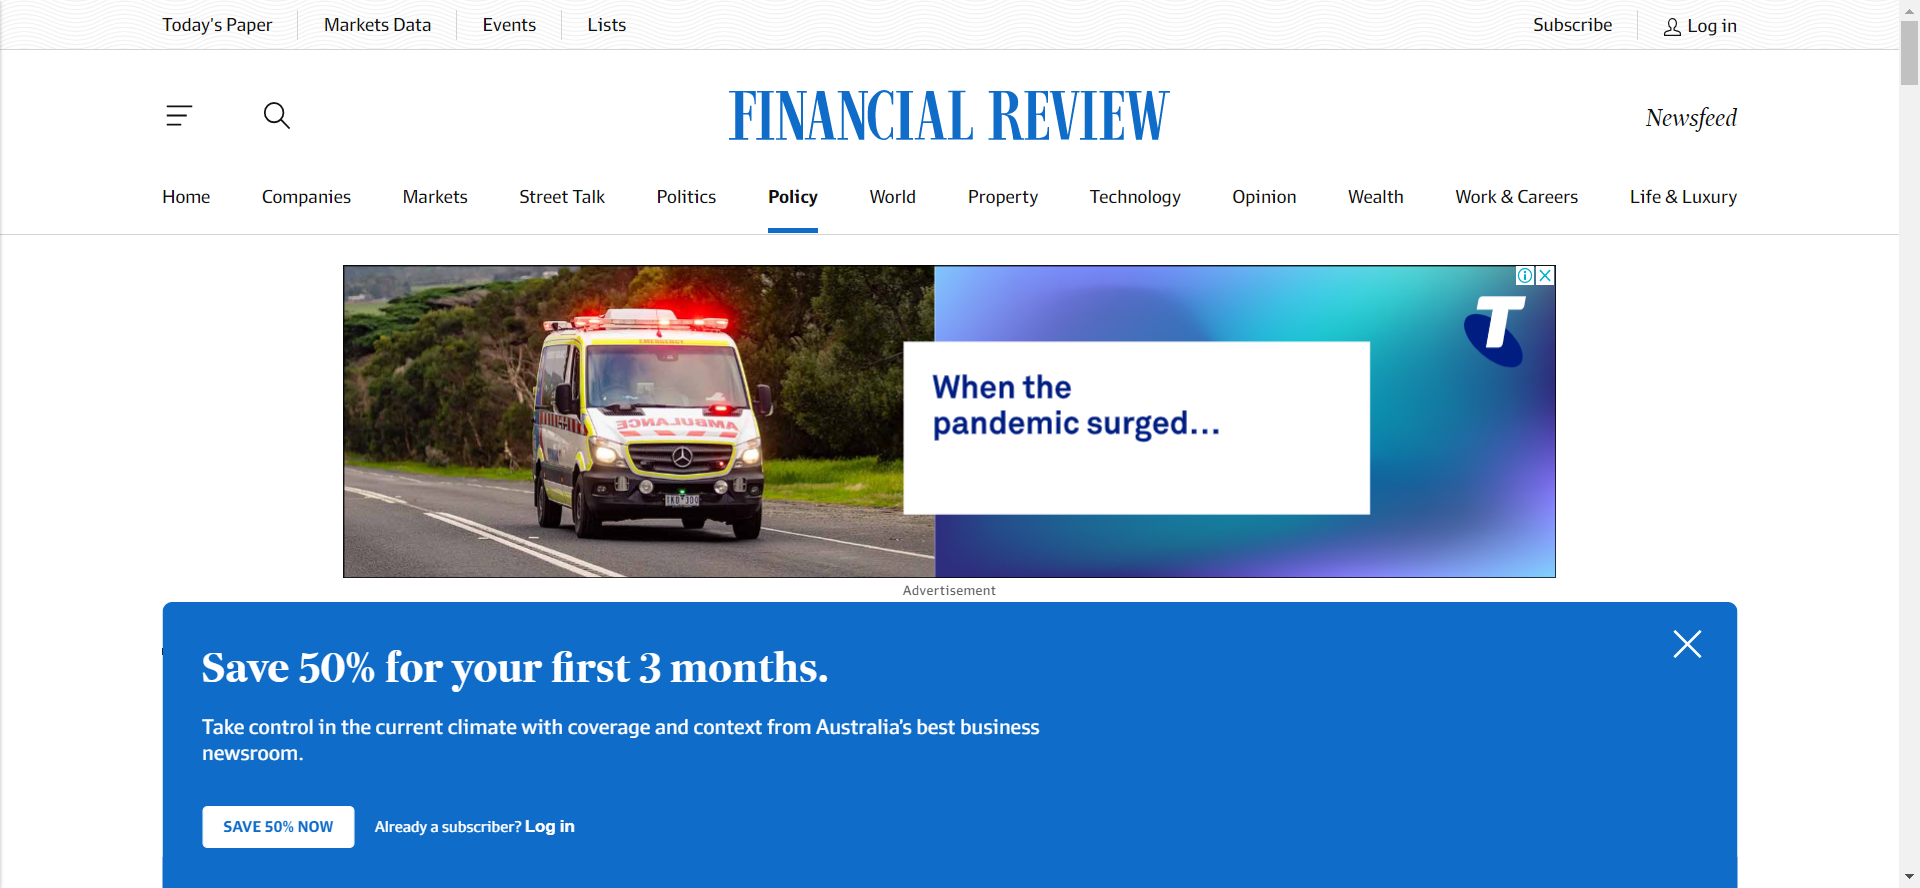 Today's Paper
Markets Data
Events
Lists
Subscribe
Log in
FINANCIAL REVIEW
Newsfeed
Home
Companies
Markets
Street Talk
Politics
Policy
World
Property
Technology
Opinion
Wealth
Work & Careers
Life & Luxury
EMERGENCY
AMBULANCE
T
When the
pandemic surged...
Advertisement
Save 50% for your first 3 months.
Take control in the current climate with coverage and context from Australia's best business
newsroom.
SAVE 50% NOW
Already a subscriber? Log in